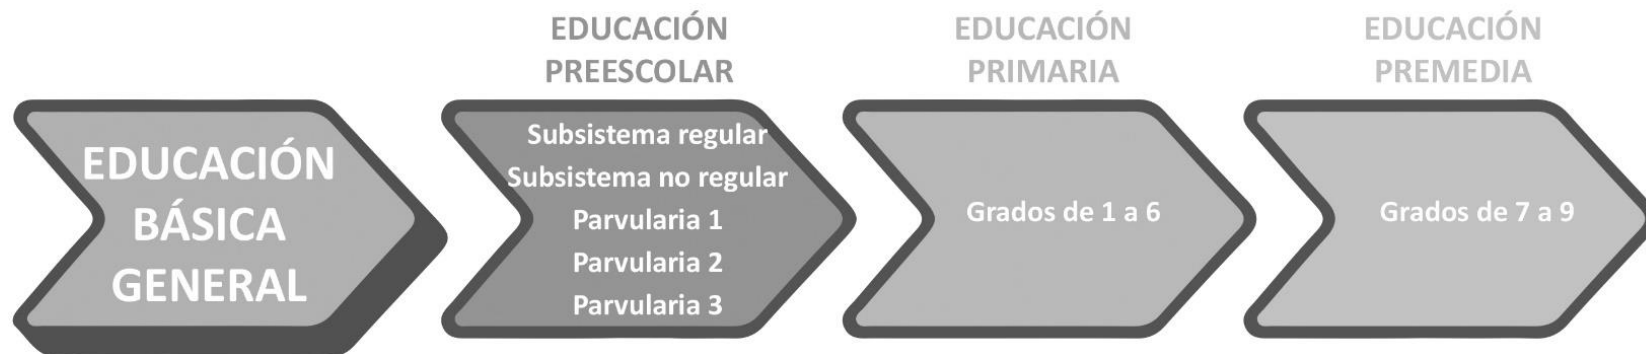 EDUCACIÓN
BÁSICA
GENERAL
EDUCACIÓN
PREESCOLAR
Subsistema regular
Subsistema no regular
Parvularia 1
Parvularia 2
Parvularia 3
EDUCACIÓN
PRIMARIA
Grados de 1 a 6
EDUCACIÓN
PREMEDIA
Grados de 7 a 9